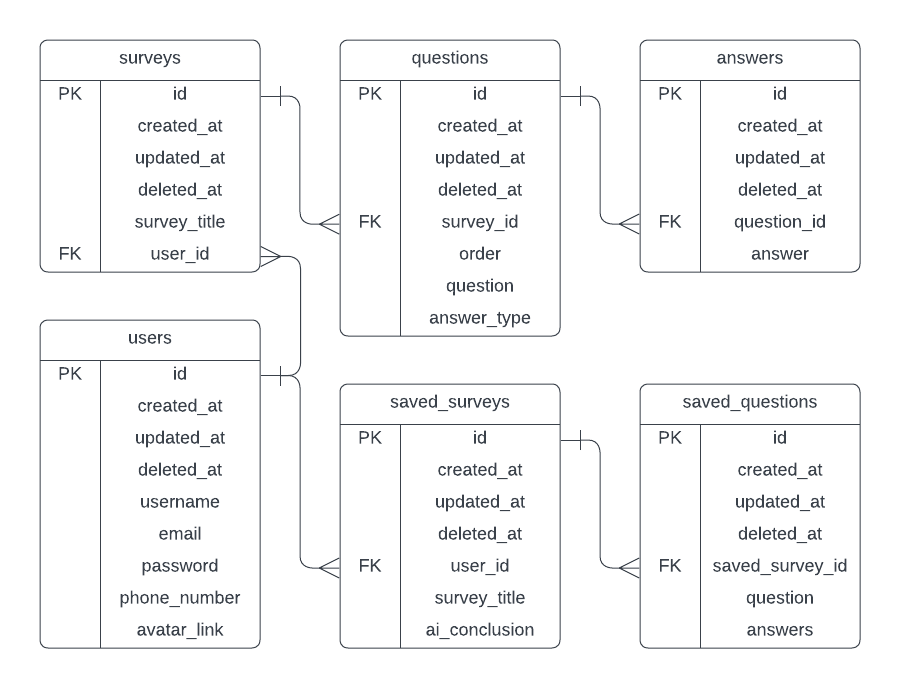 surveys
PK id
created_at
updated_at
deleted_at
survey_title
FK user_id
questions
PK id
created_at
updated_at
deleted_at
FK survey_id
order
question
answer_type
answers
PK id
created_at
updated_at
deleted_at
FK question_id
answer
users
PK id
created_at
updated_at
deleted_at
username
email
password
phone_number
avatar_link
saved_surveys
PK id
created_at
updated_at
deleted_at
FK user_id
survey_title
ai_conclusion
saved_questions
PK id
created_at
updated_at
deleted_at
FK saved_survey_id
question
answers